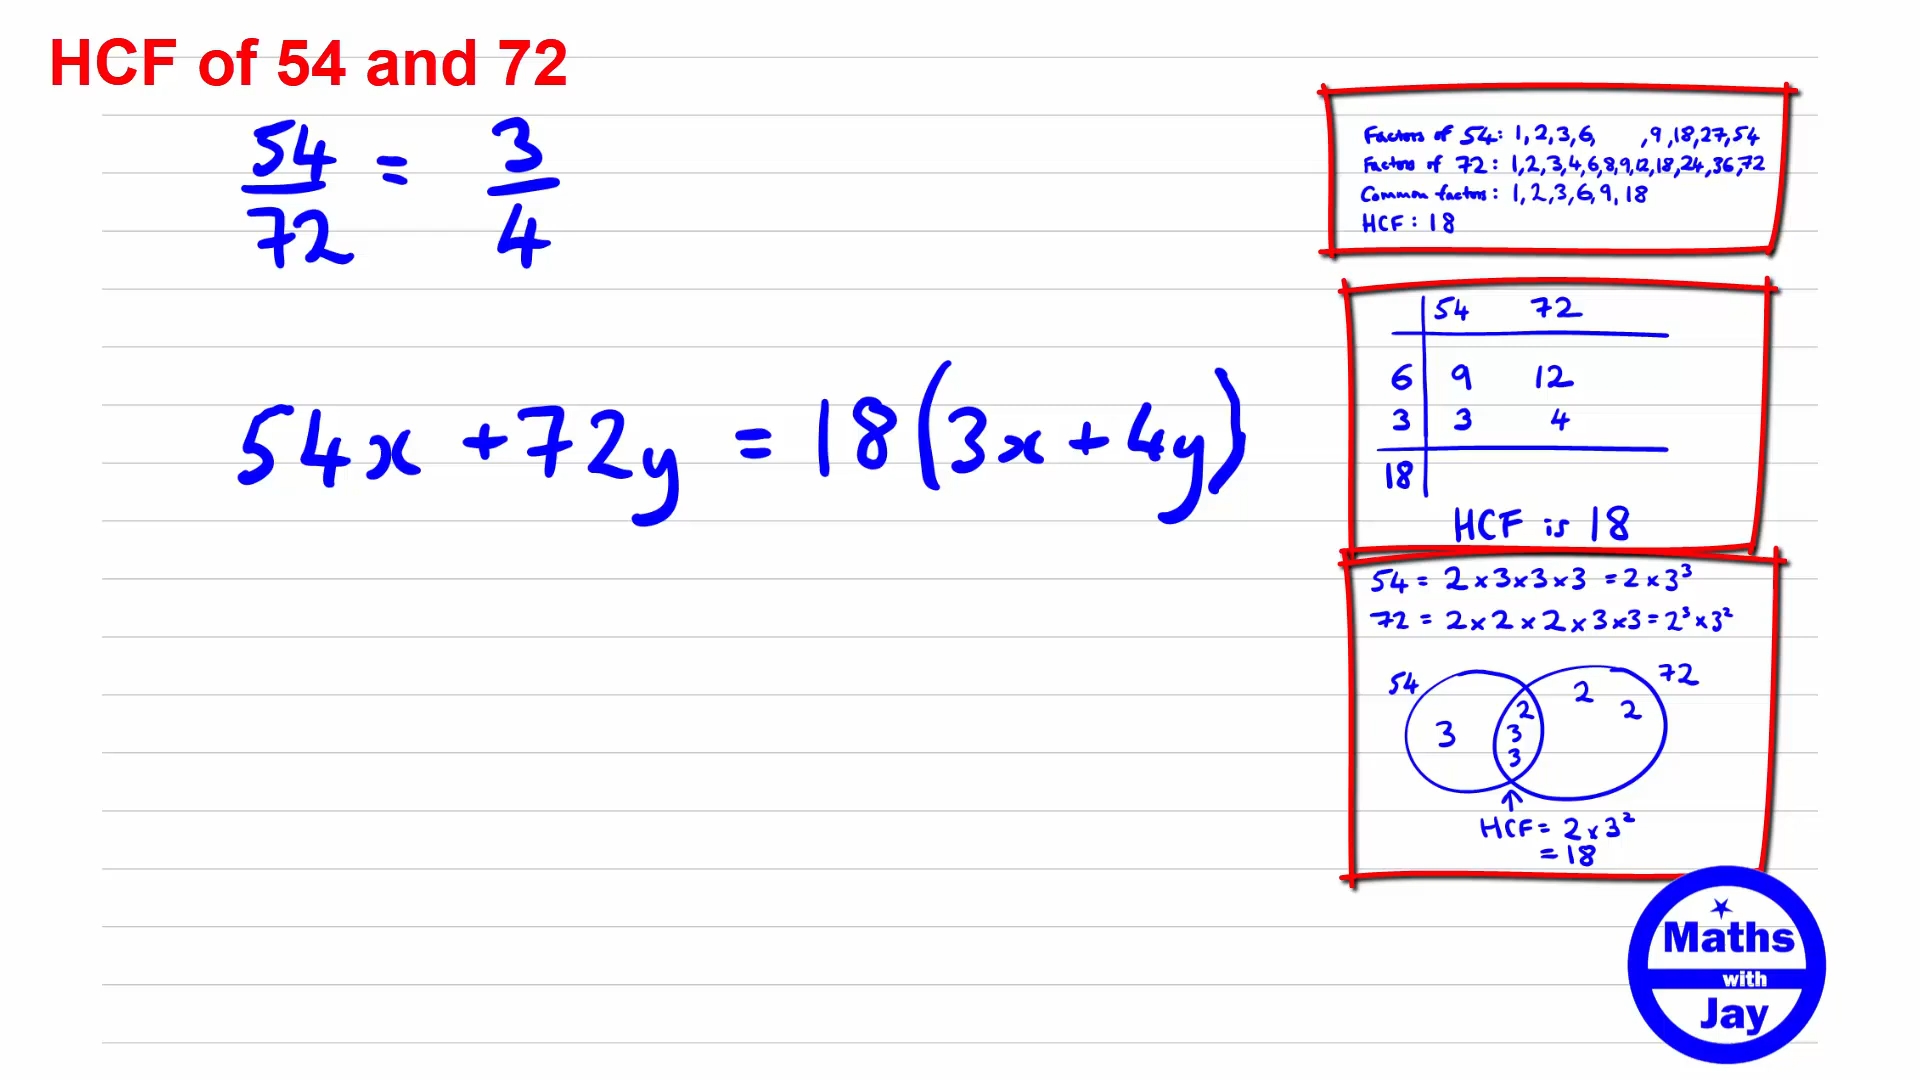 HCF of 54 and 72
54/72 = 3/4
54x + 72y = 18(3x + 4y)
Factors of 54: 1, 2, 3, 6, , 9, 18, 27, 54
Factors of 72: 1, 2, 3, 4, 6, 8, 9, 12, 18, 24, 36, 72
Common factors: 1, 2, 3, 6, 9, 18
HCF: 18
54 72
6 9 12
3 3 4
18
HCF is 18
54 = 2 × 3 × 3 × 3 = 2 × 3³
72 = 2 × 2 × 2 × 3 × 3 = 2³ × 3²
54 72
2 2 2
3 3
3
HCF = 2 × 3²
= 18
Maths
with
Jay